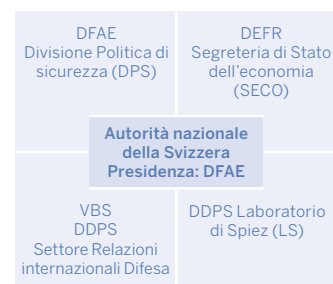 DFAE
Divisione Politica di
sicurezza (DPS)
DEFR
Segreteria di Stato
dell'economia
(SECO)
Autorità nazionale
della Svizzera
Presidenza: DFAE
VBS
DDPS
Settore Relazioni
internazionali Difesa
DDPS Laboratorio
di Spiez (LS)